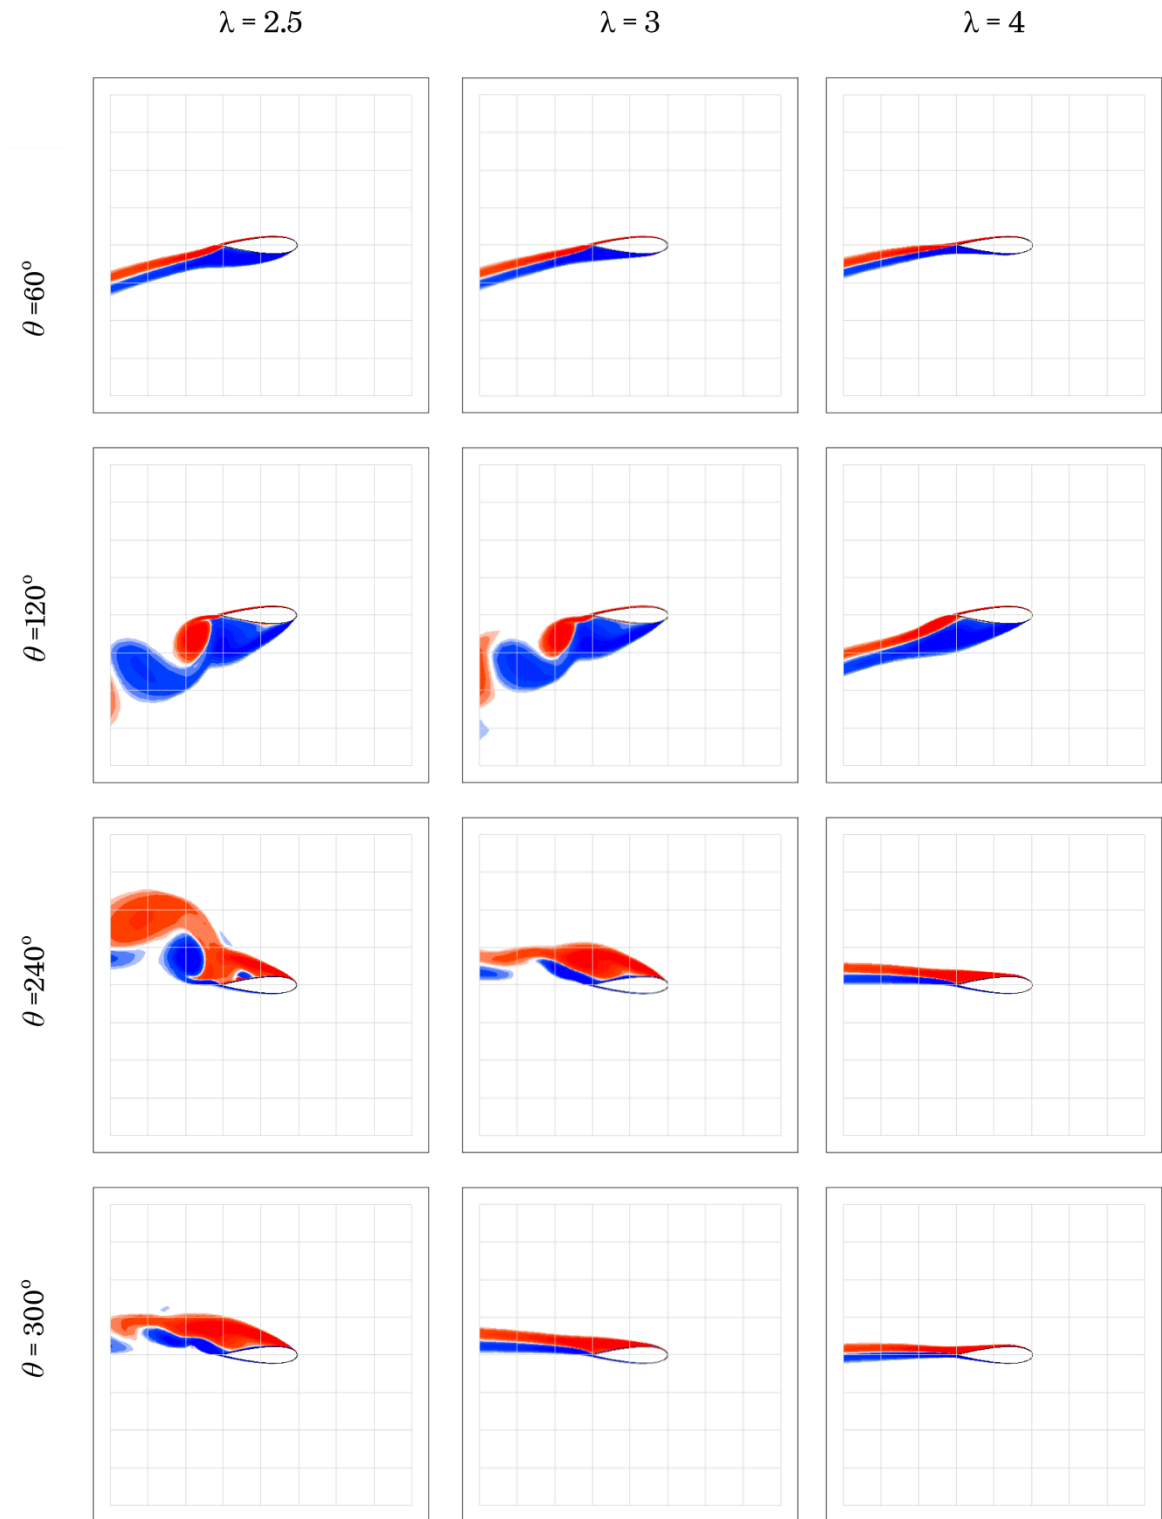 λ = 2.5
λ = 3
λ = 4
θ =60°
θ =120°
θ =240°
θ = 300°